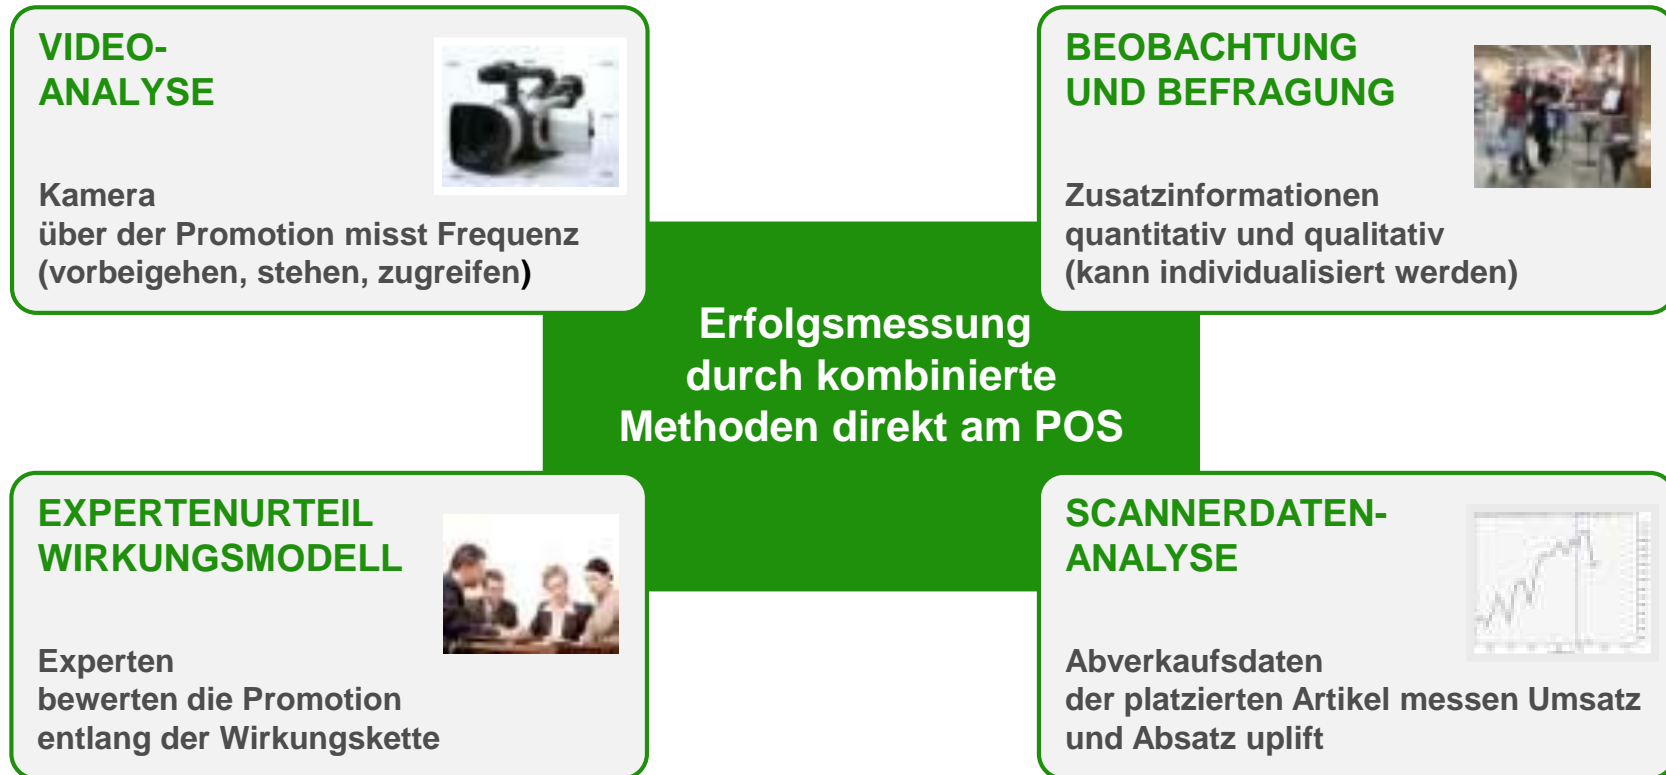 VIDEO-
ANALYSE
Kamera
über der Promotion misst Frequenz
(vorbeigehen, stehen, zugreifen)
BEOBACHTUNG
UND BEFRAGUNG
Zusatzinformationen
quantitativ und qualitativ
(kann individualisiert werden)
Erfolgsmessung
durch kombinierte
Methoden direkt am POS
EXPERTENURTEIL
WIRKUNGSMODELL
Experten
bewerten die Promotion
entlang der Wirkungskette
SCANNERDATEN-
ANALYSE
Abverkaufsdaten
der platzierten Artikel messen Umsatz
und Absatz uplift